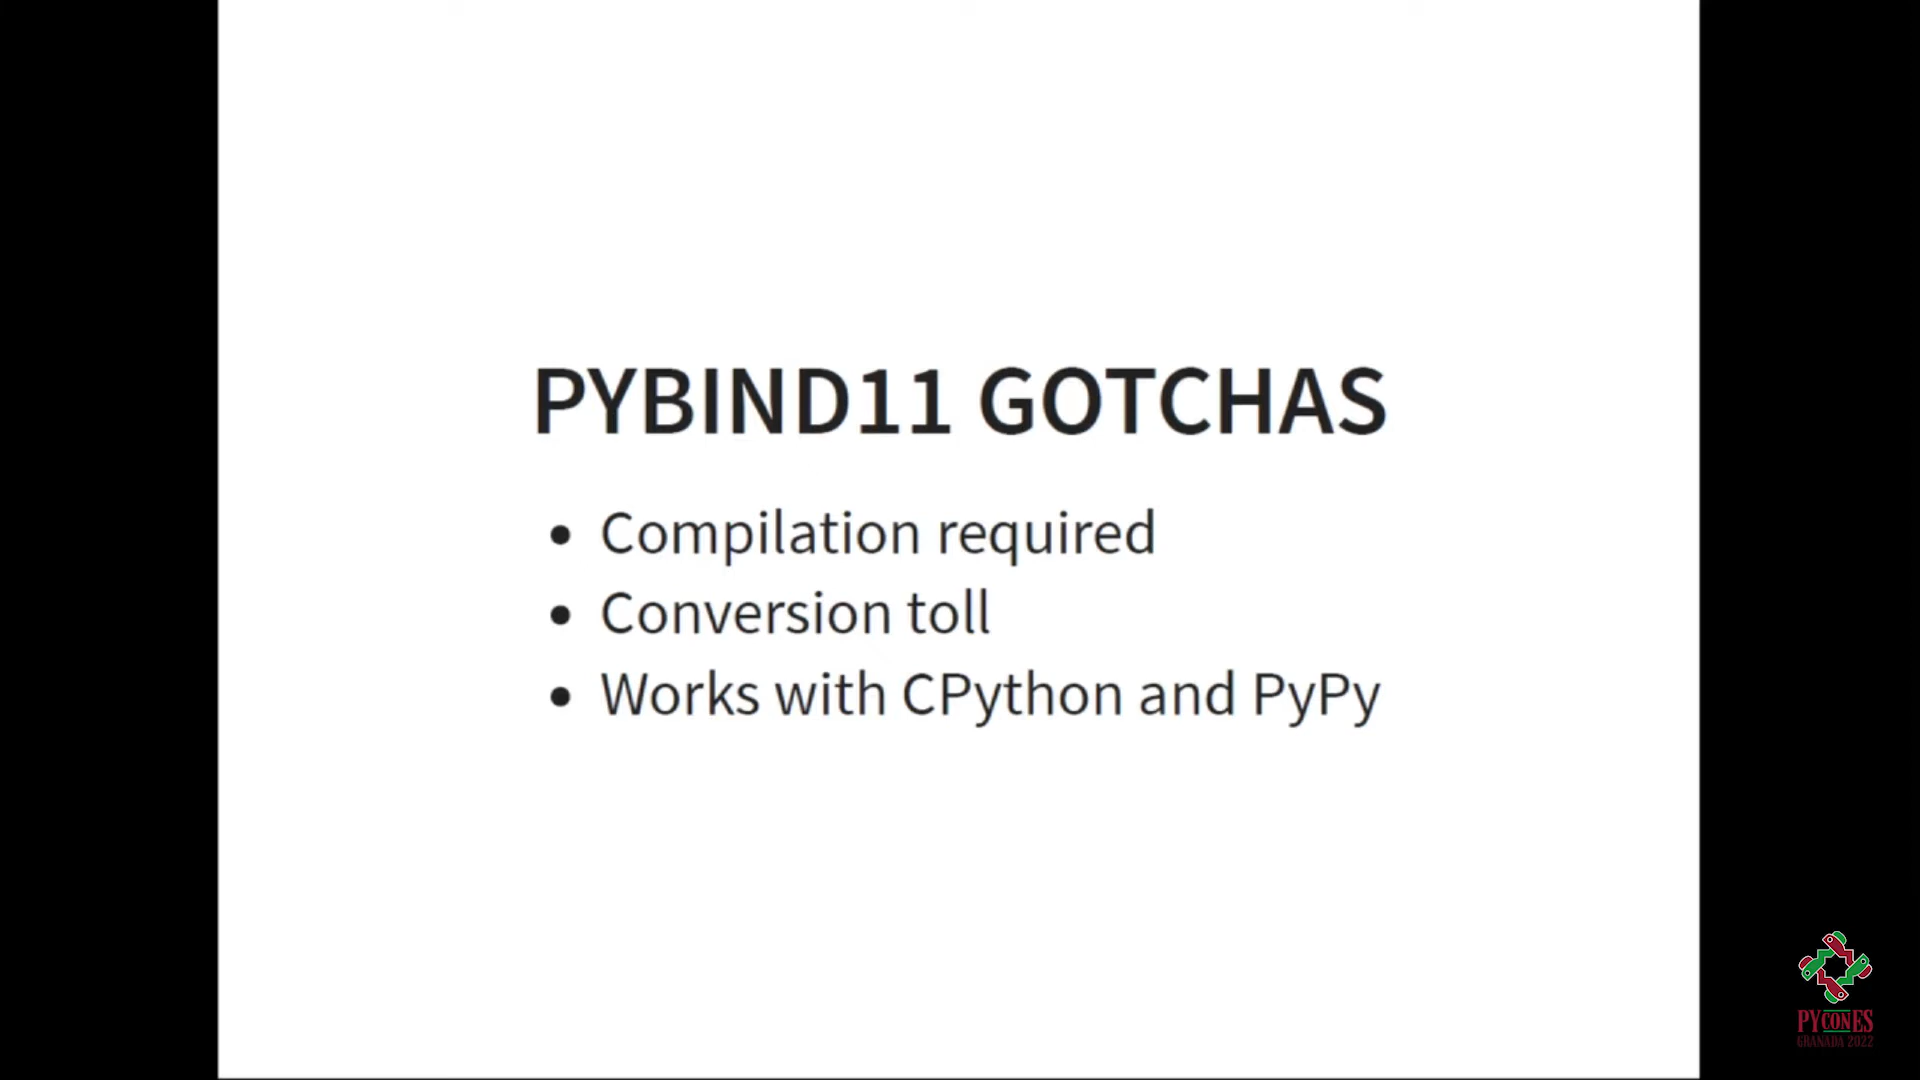 PYBIND11 GOTCHAS
• Compilation required
• Conversion toll
• Works with CPython and PyPy
PYCONES
GRANADA 2022